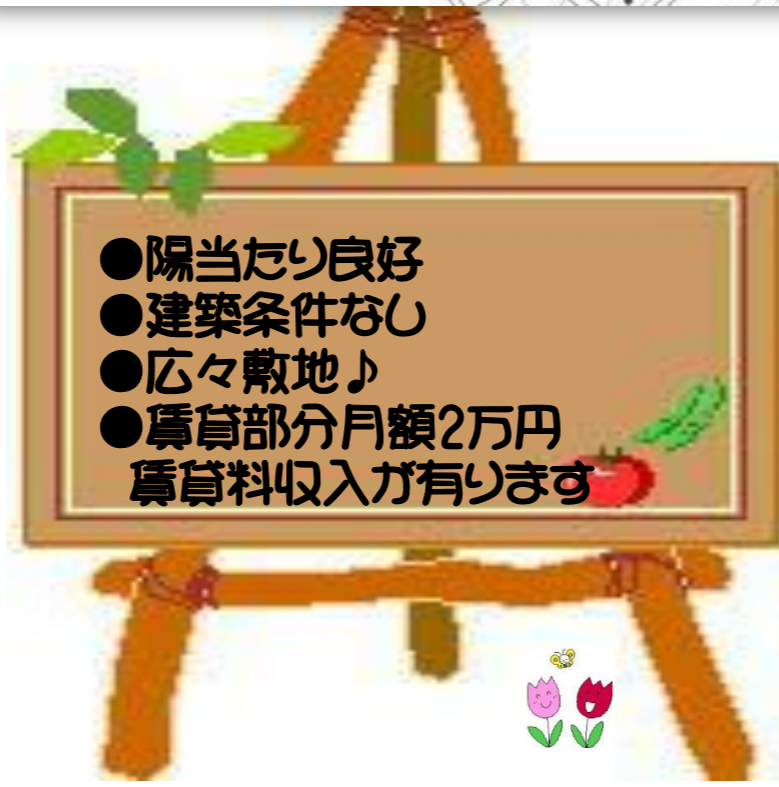 ●陽当たり良好
●建築条件なし
●広々敷地♪
●賃貸部分月額2万円
賃貸料収入が有ります